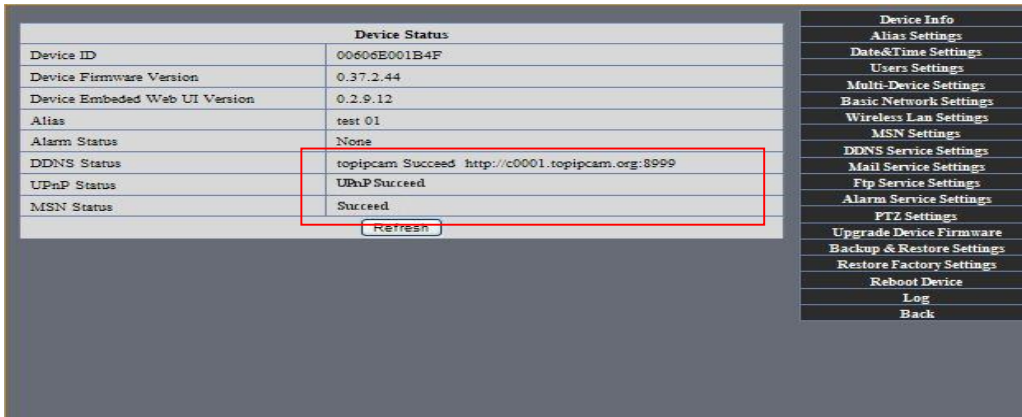 Device Status
Device ID 00606E001B4F
Device Firmware Version 0.37.2.44
Device Embeded Web UI Version 0.2.9.12
Alias test 01
Alarm Status None
DDNS Status topipcam Succeed http://c0001.topipcam.org:8999
UPnP Status UPnP Succeed
MSN Status Succeed
Refresh
Device Info
Alias Settings
Date&Time Settings
Users Settings
Multi-Device Settings
Basic Network Settings
Wireless Lan Settings
MSN Settings
DDNS Service Settings
Mail Service Settings
Ftp Service Settings
Alarm Service Settings
PTZ Settings
Upgrade Device Firmware
Backup & Restore Settings
Restore Factory Settings
Reboot Device
Log
Back